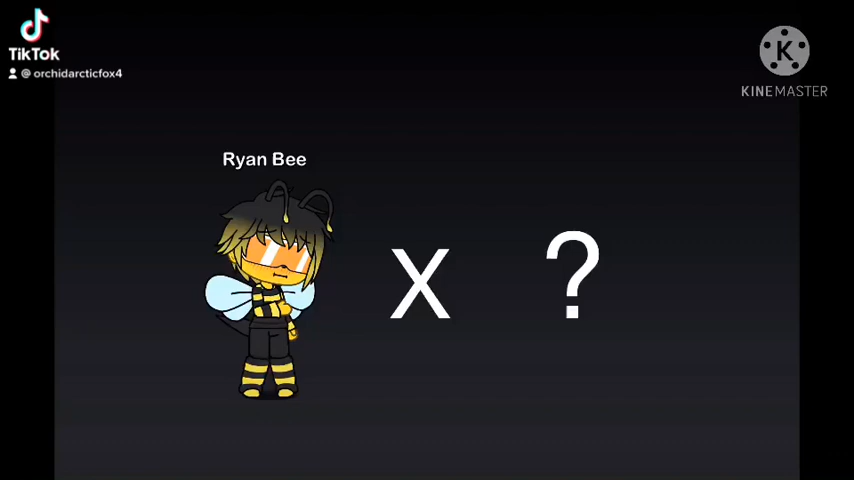 TikTok
@ orchidarcticfox4
K
KINEMASTER
Ryan Bee
X ?